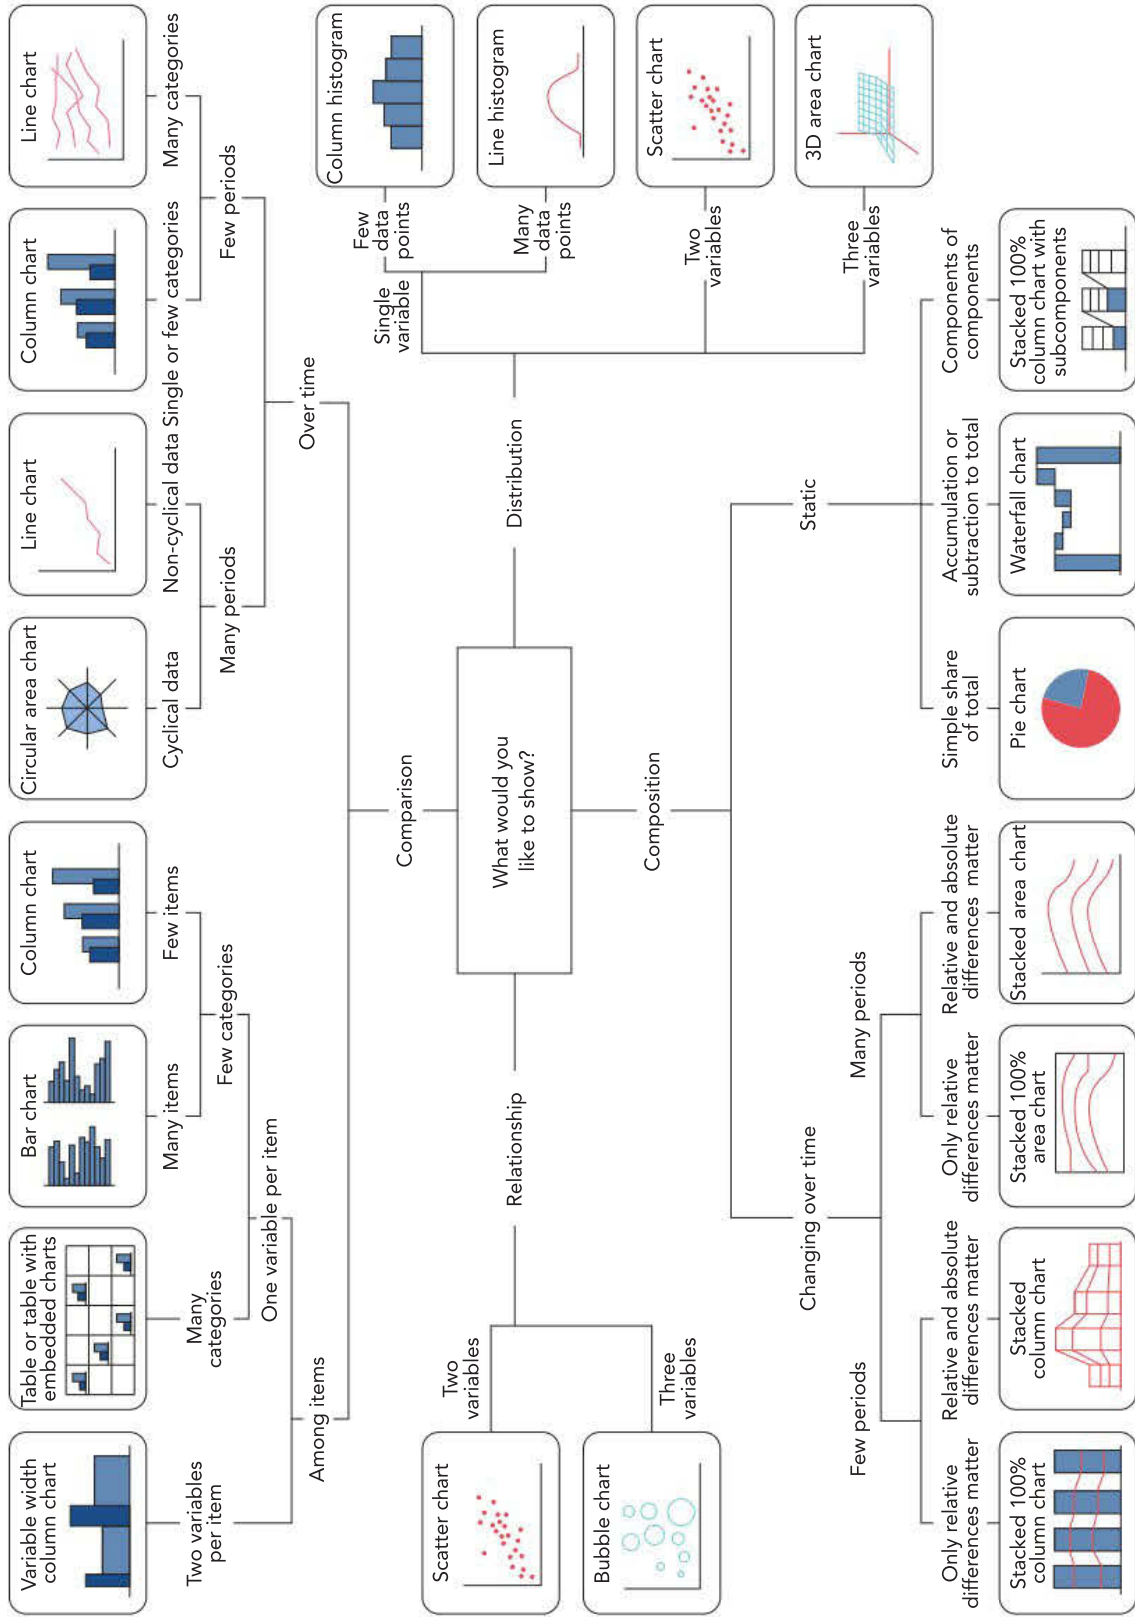 Variable width
column chart
Table or table with
embedded charts
Bar chart
Column chart
Circular area chart
Line chart
Column chart
Line chart
Two variables
per item
Many
categories
Many items
Few items
Cyclical data
Non-cyclical data
Single or few categories
Many categories
Few categories
Many periods
Few periods
One variable per item
Among items
Over time
Comparison
What would you
like to show?
Relationship
Two
variables
Scatter chart
Three
variables
Bubble chart
Distribution
Single
variable
Few
data
points
Column histogram
Many
data
points
Line histogram
Two
variables
Scatter chart
Three
variables
3D area chart
Composition
Changing over time
Static
Few periods
Many periods
Only relative
differences matter
Relative and absolute
differences matter
Only relative
differences matter
Relative and absolute
differences matter
Simple share
of total
Accumulation or
subtraction to total
Components of
components
Stacked 100%
column chart
Stacked
column chart
Stacked 100%
area chart
Stacked area chart
Pie chart
Waterfall chart
Stacked 100%
column chart with
subcomponents